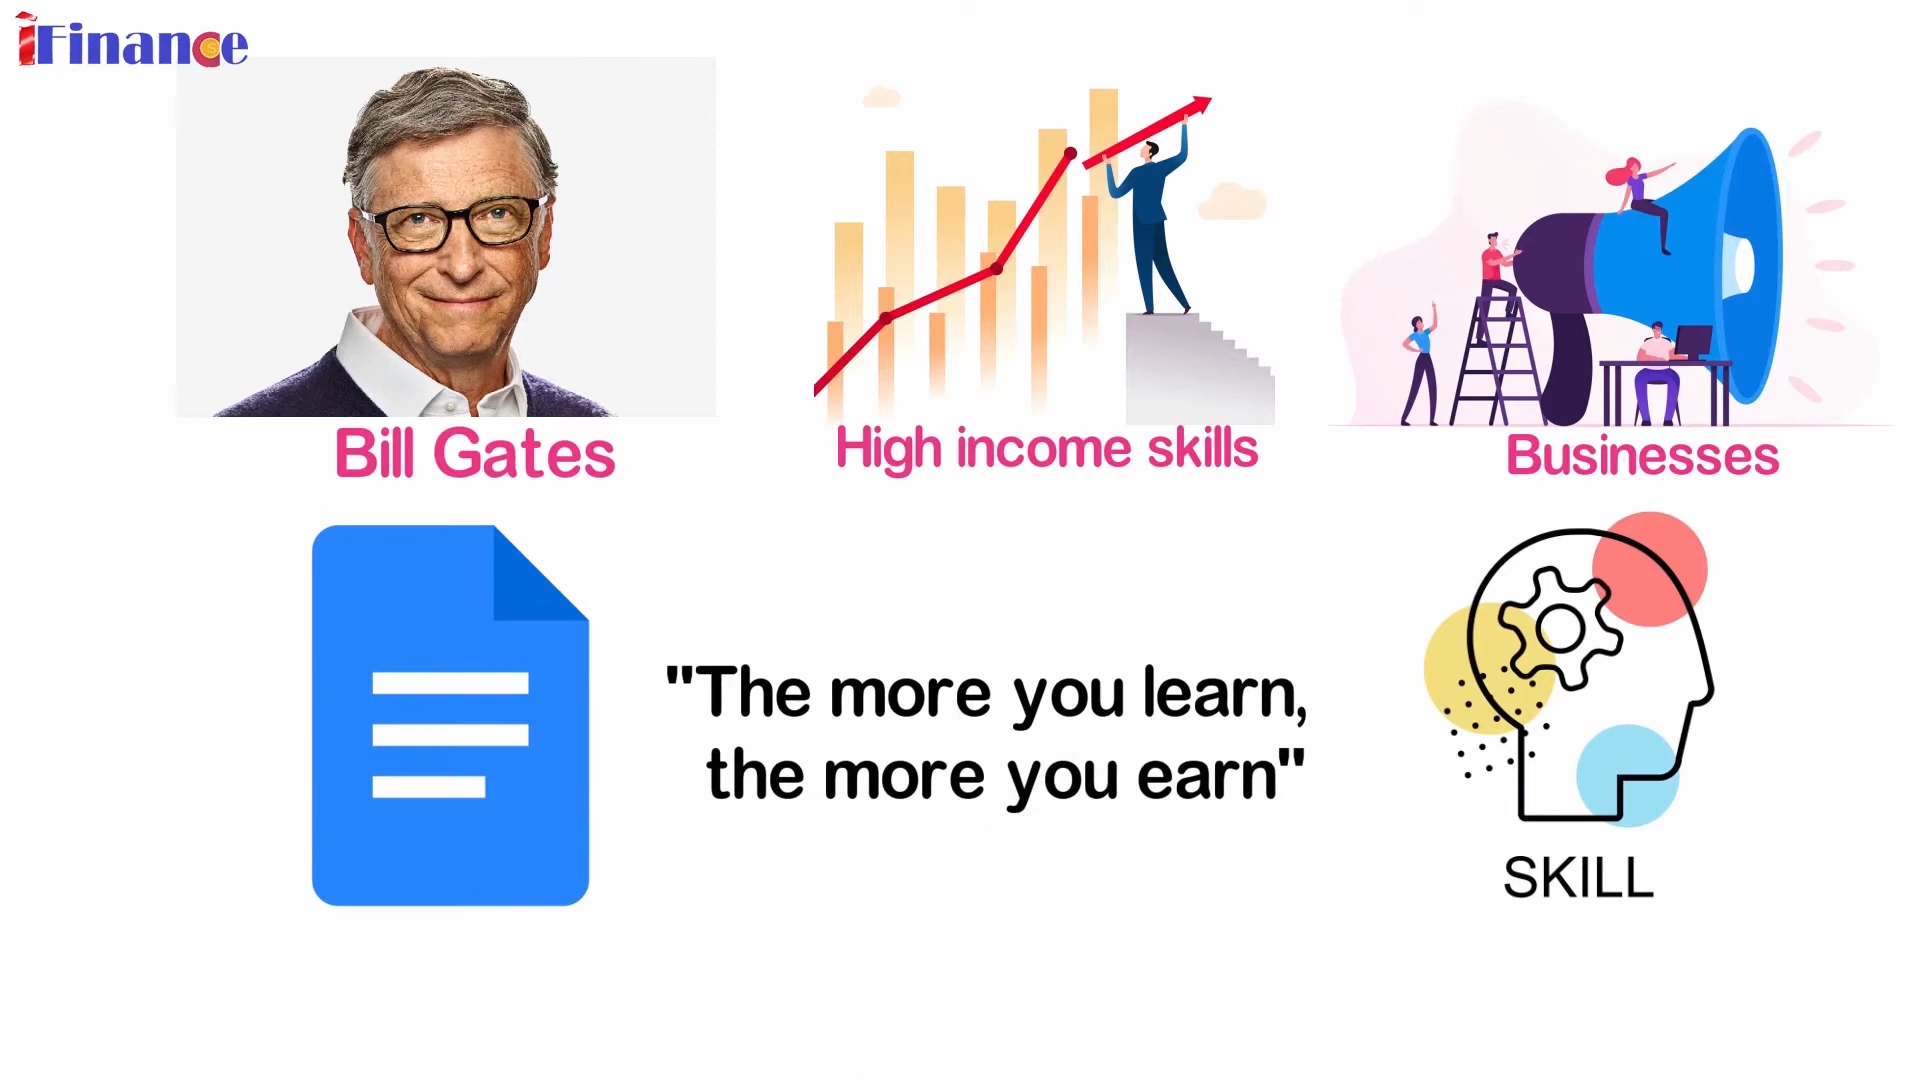 iFinance
Bill Gates
High income skills
Businesses
"The more you learn,
the more you earn"
SKILL